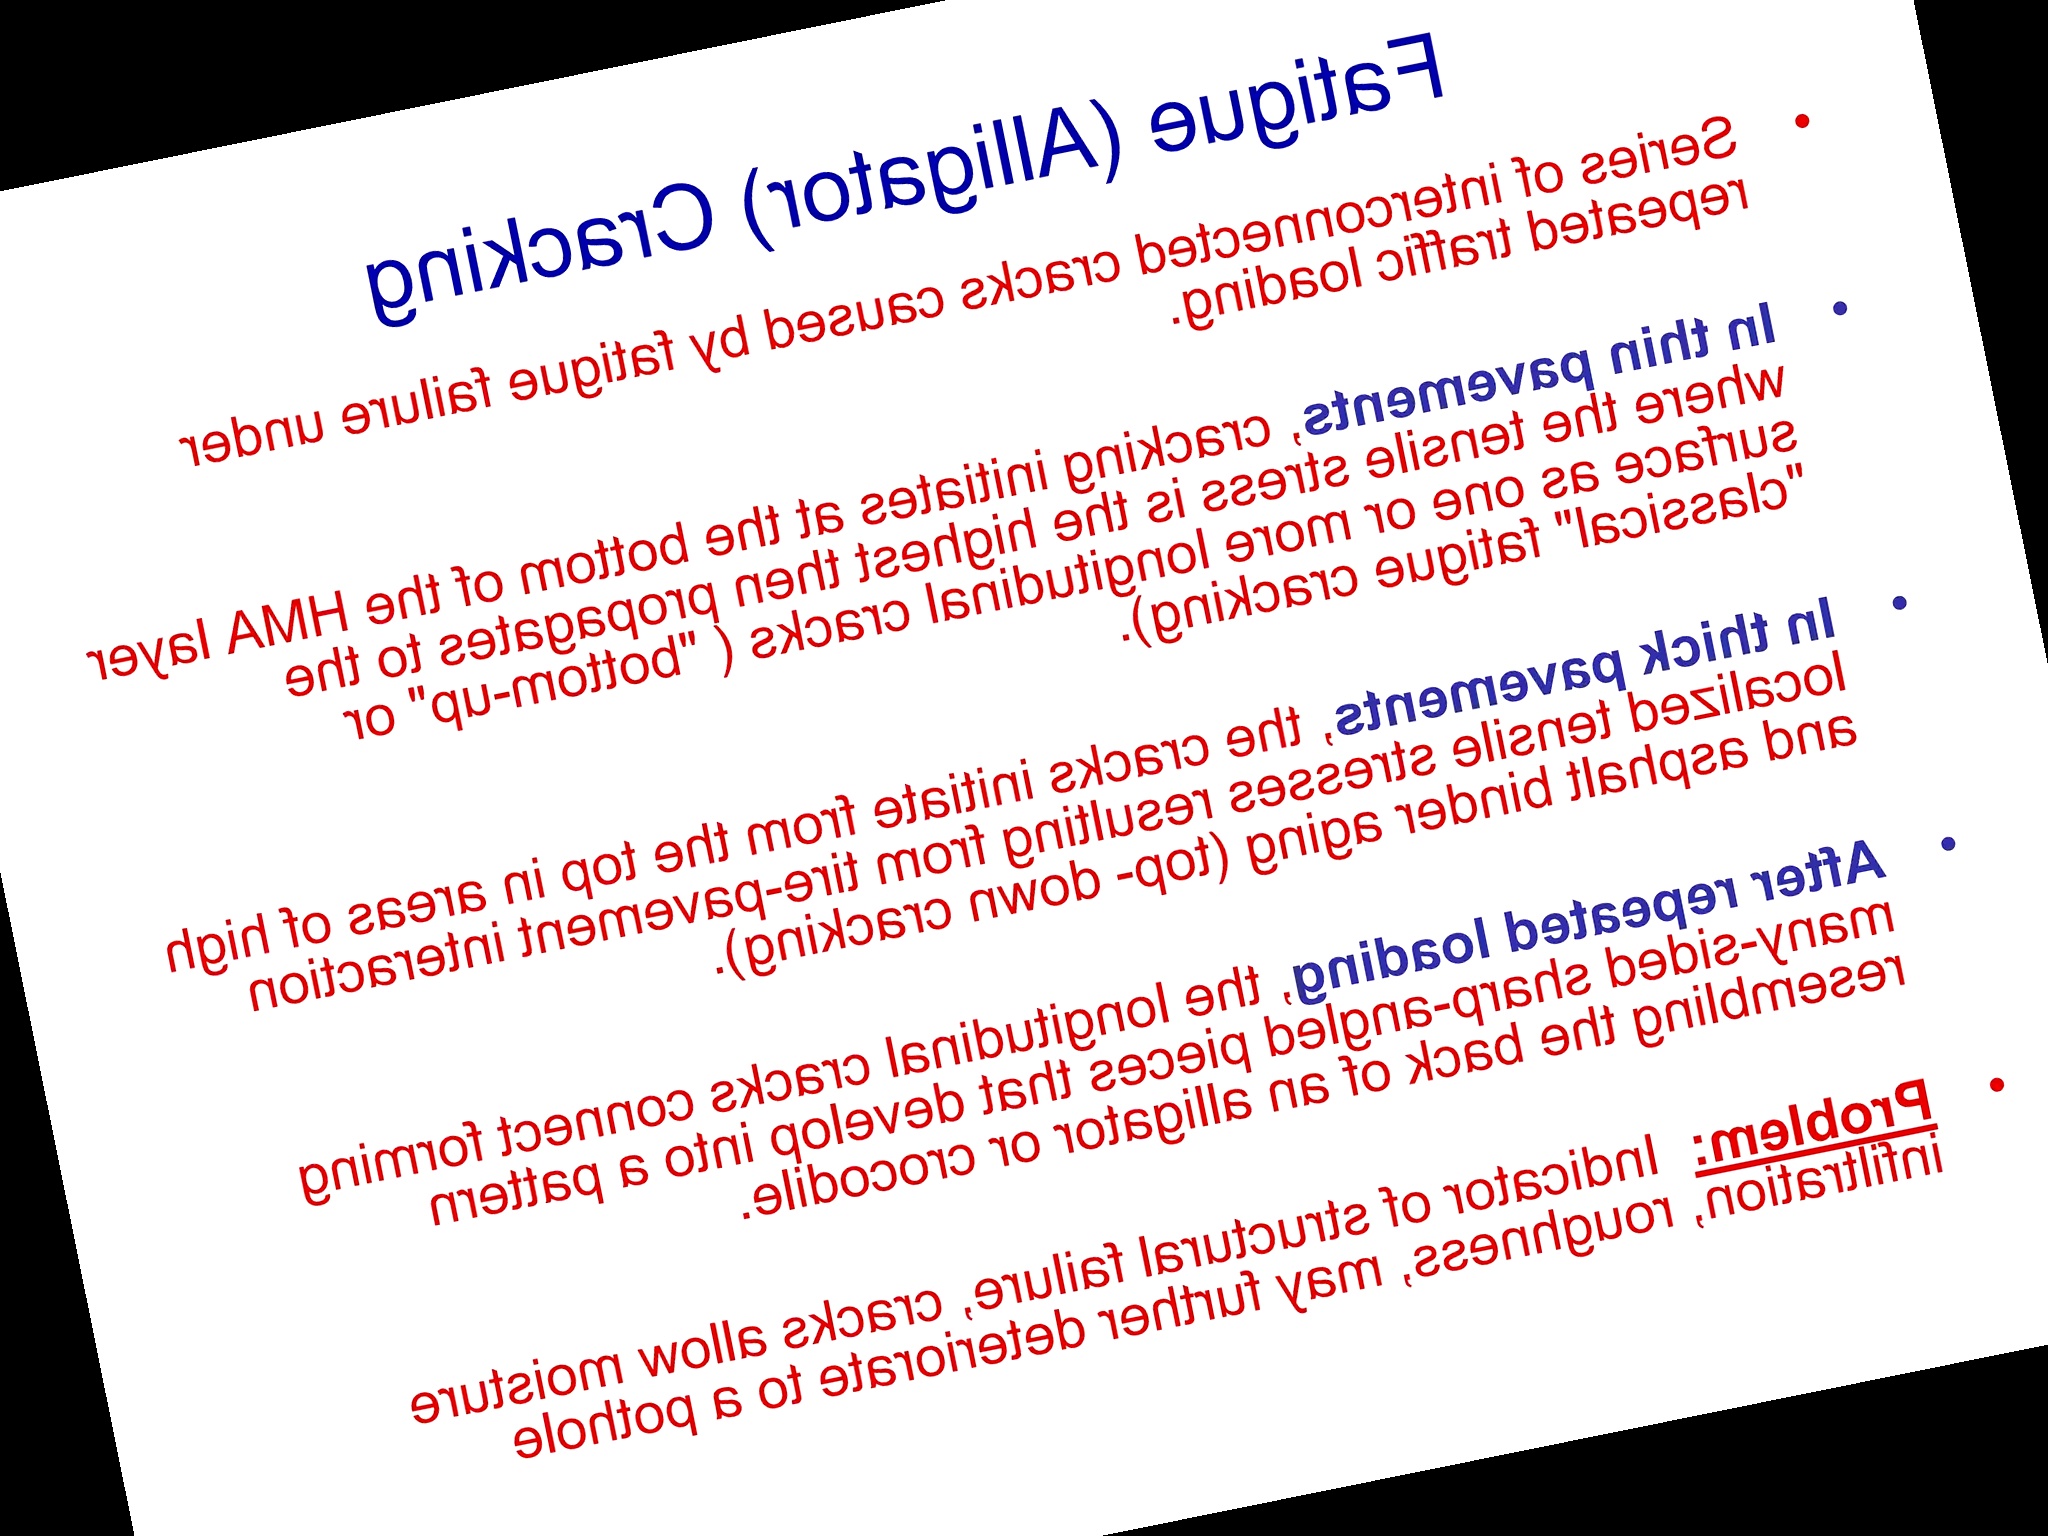 Fatigue (Alligator) Cracking
• Series of interconnected cracks caused by fatigue failure under
repeated traffic loading.
• In thin pavements, cracking initiates at the bottom of the HMA layer
where the tensile stress is the highest then propagates to the
surface as one or more longitudinal cracks ( "bottom-up" or
"classical" fatigue cracking).
• In thick pavements, the cracks initiate from the top in areas of high
localized tensile stresses resulting from tire-pavement interaction
and asphalt binder aging (top- down cracking).
• After repeated loading, the longitudinal cracks connect forming
many-sided sharp-angled pieces that develop into a pattern
resembling the back of an alligator or crocodile.
• Problem: Indicator of structural failure, cracks allow moisture
infiltration, roughness, may further deteriorate to a pothole